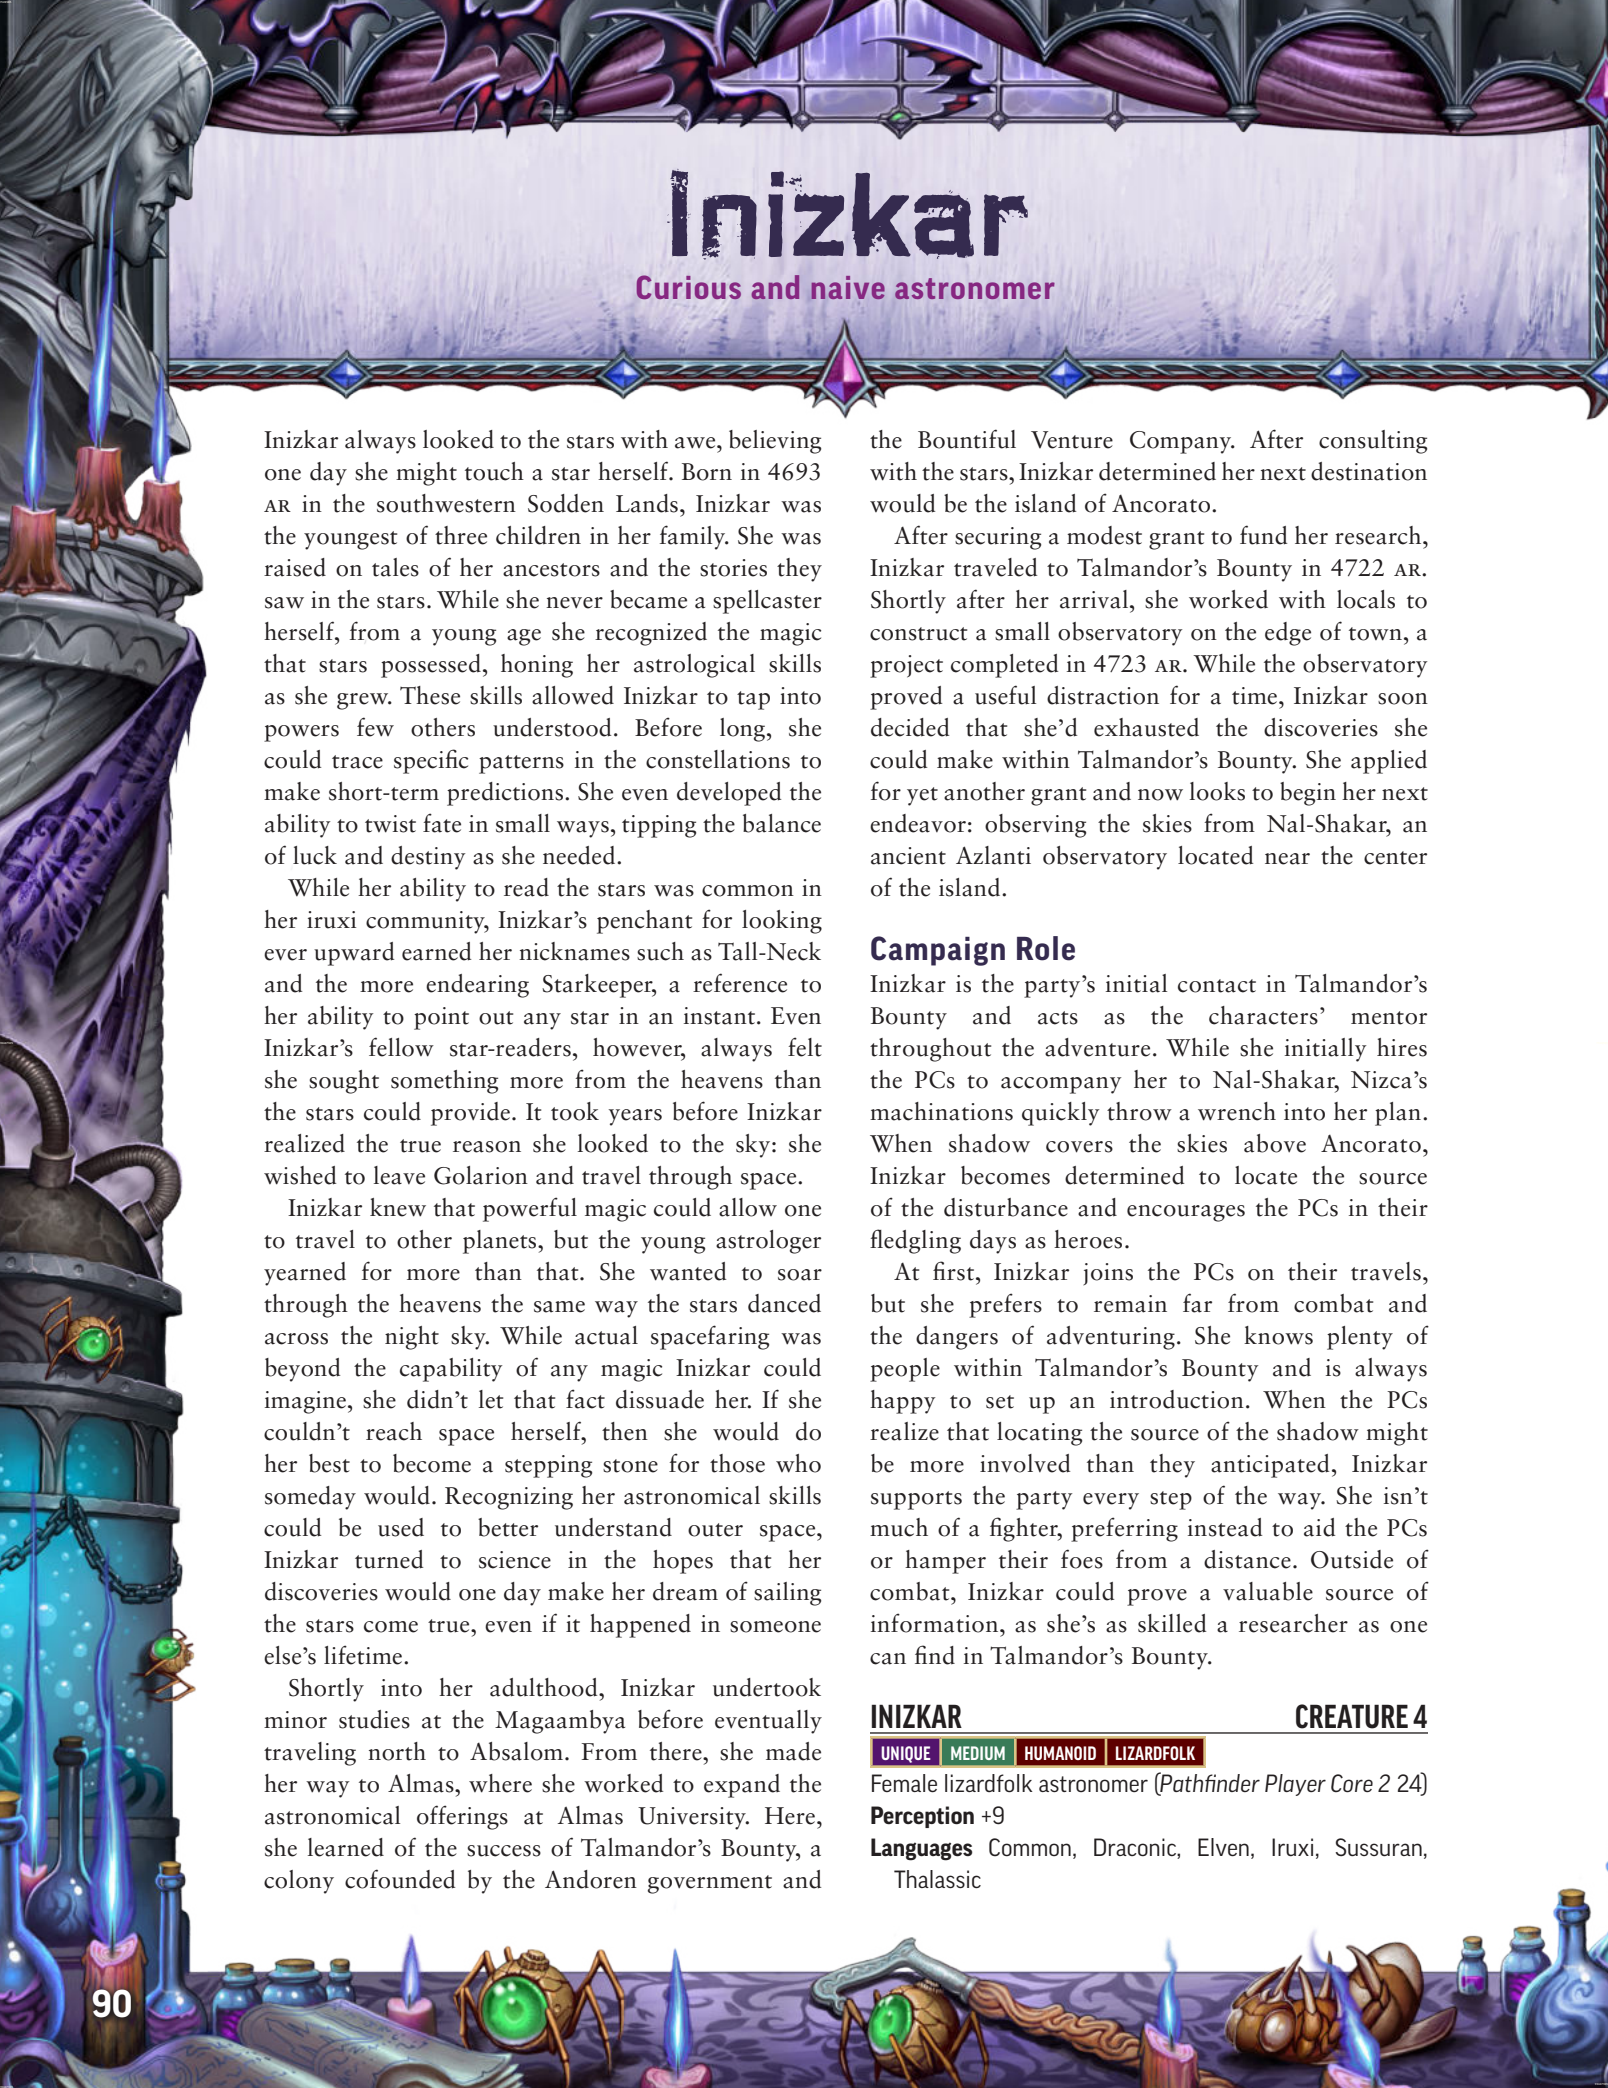 Inizkar
Curious and naive astronomer
Inizkar always looked to the stars with awe, believing
one day she might touch a star herself. Born in 4693
AR in the southwestern Sodden Lands, Inizkar was
the youngest of three children in her family. She was
raised on tales of her ancestors and the stories they
saw in the stars. While she never became a spellcaster
herself, from a young age she recognized the magic
that stars possessed, honing her astrological skills
as she grew. These skills allowed Inizkar to tap into
powers few others understood. Before long, she
could trace specific patterns in the constellations to
make short-term predictions. She even developed the
ability to twist fate in small ways, tipping the balance
of luck and destiny as she needed.
While her ability to read the stars was common in
her iruxi community, Inizkar's penchant for looking
ever upward earned her nicknames such as Tall-Neck
and the more endearing Starkeeper, a reference to
her ability to point out any star in an instant. Even
Inizkar's fellow star-readers, however, always felt
she sought something more from the heavens than
the stars could provide. It took years before Inizkar
realized the true reason she looked to the sky: she
wished to leave Golarion and travel through space.
Inizkar knew that powerful magic could allow one
to travel to other planets, but the young astrologer
yearned for more than that. She wanted to soar
through the heavens the same way the stars danced
across the night sky. While actual spacefaring was
beyond the capability of any magic Inizkar could
imagine, she didn't let that fact dissuade her. If she
couldn't reach space herself, then she would do
her best to become a stepping stone for those who
someday would. Recognizing her astronomical skills
could be used to better understand outer space,
Inizkar turned to science in the hopes that her
discoveries would one day make her dream of sailing
the stars come true, even if it happened in someone
else's lifetime.
Shortly into her adulthood, Inizkar undertook
minor studies at the Magaambya before eventually
traveling north to Absalom. From there, she made
her way to Almas, where she worked to expand the
astronomical offerings at Almas University. Here,
she learned of the success of Talmandor's Bounty, a
colony cofounded by the Andoren government and
the Bountiful Venture Company. After consulting
with the stars, Inizkar determined her next destination
would be the island of Ancorato.
After securing a modest grant to fund her research,
Inizkar traveled to Talmandor's Bounty in 4722 AR.
Shortly after her arrival, she worked with locals to
construct a small observatory on the edge of town, a
project completed in 4723 AR. While the observatory
proved a useful distraction for a time, Inizkar soon
decided that she'd exhausted the discoveries she
could make within Talmandor's Bounty. She applied
for yet another grant and now looks to begin her next
endeavor: observing the skies from Nal-Shakar, an
ancient Azlanti observatory located near the center
of the island.
Campaign Role
Inizkar is the party's initial contact in Talmandor's
Bounty and acts as the characters' mentor
throughout the adventure. While she initially hires
the PCs to accompany her to Nal-Shakar, Nizca's
machinations quickly throw a wrench into her plan.
When shadow covers the skies above Ancorato,
Inizkar becomes determined to locate the source
of the disturbance and encourages the PCs in their
fledgling days as heroes.
At first, Inizkar joins the PCs on their travels,
but she prefers to remain far from combat and
the dangers of adventuring. She knows plenty of
people within Talmandor's Bounty and is always
happy to set up an introduction. When the PCs
realize that locating the source of the shadow might
be more involved than they anticipated, Inizkar
supports the party every step of the way. She isn't
much of a fighter, preferring instead to aid the PCs
or hamper their foes from a distance. Outside of
combat, Inizkar could prove a valuable source of
information, as she's as skilled a researcher as one
can find in Talmandor's Bounty.
INIZKAR CREATURE 4
UNIQUE MEDIUM HUMANOID LIZARDFOLK
Female lizardfolk astronomer (Pathfinder Player Core 2 24)
Perception +9
Languages Common, Draconic, Elven, Iruxi, Sussuran,
Thalassic
90